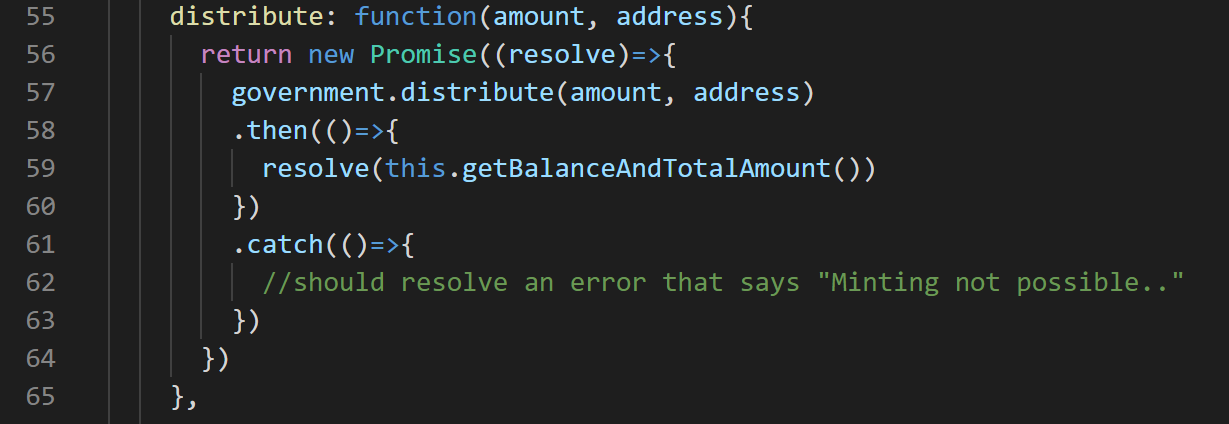 55 distribute: function(amount, address){
56 return new Promise((resolve)=>{
57 government.distribute(amount, address)
58 .then(()=>{
59 resolve(this.getBalanceAndTotalAmount())
60 })
61 .catch(()=>{
62 //should resolve an error that says "Minting not possible.."
63 })
64 })
65 },